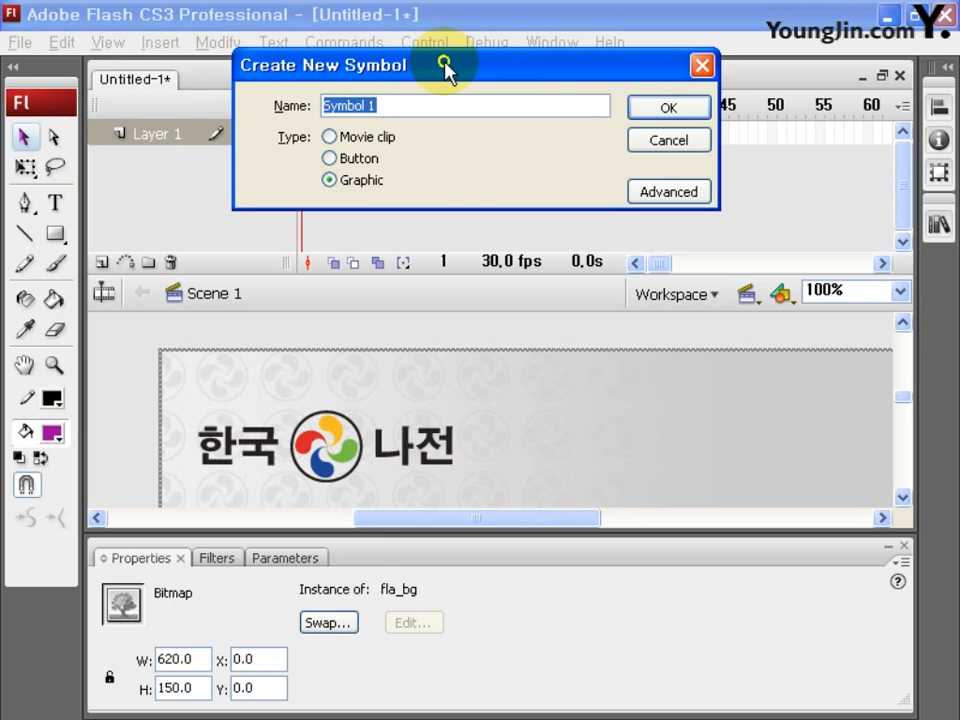 Adobe Flash CS3 Professional - [Untitled-1*]
YoungJin.com Y.
File Edit View Insert Modify Text Commands Control Debug Window Help
Create New Symbol
Untitled-1*
Fl
Name: Symbol 1
OK
45 50 55 60
Layer 1
Type: Movie clip
Cancel
Button
Graphic
Advanced
1 30.0 fps 0.0s
Scene 1
Workspace
100%
한국 나전
Properties Filters Parameters
Bitmap
Instance of: fla_bg
Swap... Edit...
W: 620.0 X: 0.0
H: 150.0 Y: 0.0